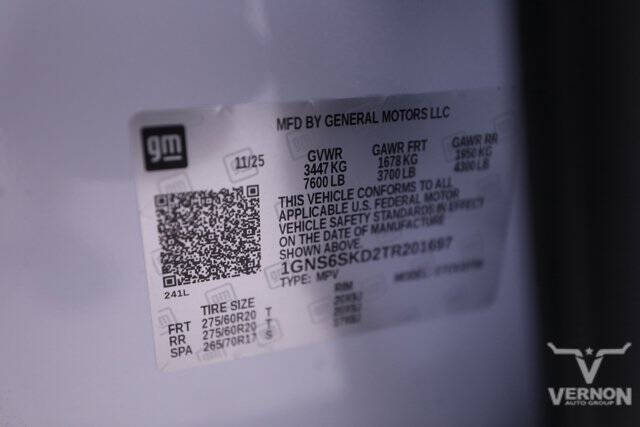 MFD BY GENERAL MOTORS LLC
gm
11/25
GVWR
3447 KG
7600 LB
GAWR FRT
1678 KG
3700 LB
GAWR RR
1950 KG
4300 LB
THIS VEHICLE CONFORMS TO ALL
APPLICABLE U.S. FEDERAL MOTOR
VEHICLE SAFETY STANDARDS IN EFFECT
ON THE DATE OF MANUFACTURE
SHOWN ABOVE.
1GNS6SKD2TR201697
TYPE: MPV
241L
TIRE SIZE
RIM
FRT 275/60R20 T
RR 275/60R20 T
SPA 265/70R17 S
VERNON
AUTO GROUP